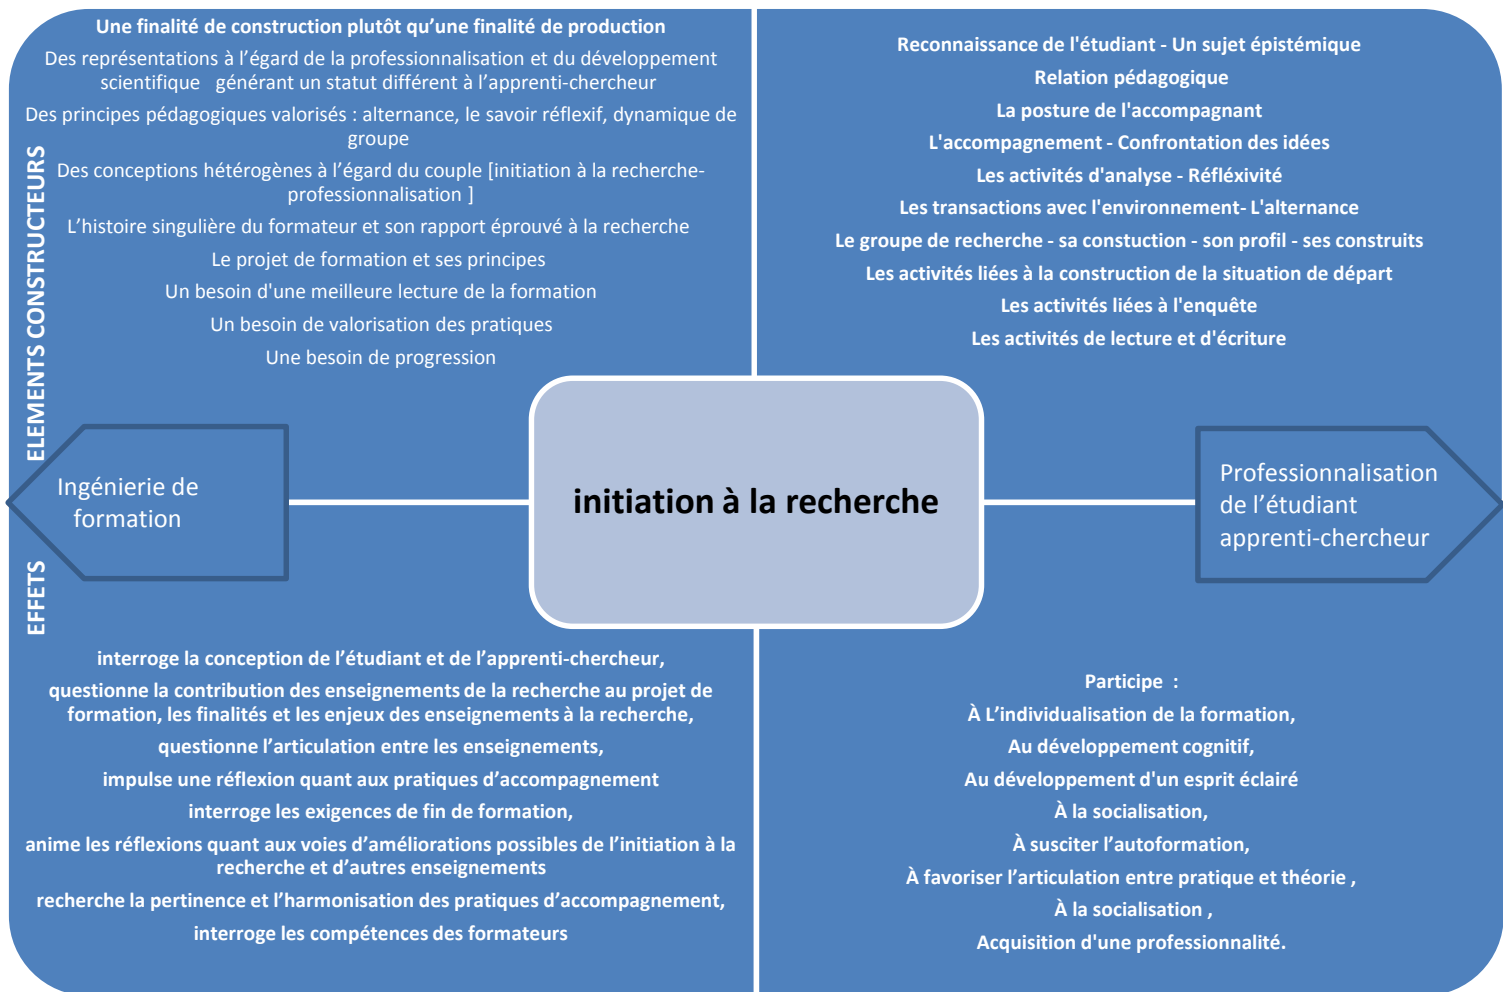 Une finalité de construction plutôt qu’une finalité de production
Des représentations à l’égard de la professionnalisation et du développement
scientifique générant un statut différent à l’apprenti-chercheur
Des principes pédagogiques valorisés : alternance, le savoir réflexif, dynamique de
groupe
Des conceptions hétérogènes à l’égard du couple [initiation à la recherche-
professionnalisation ]
L’histoire singulière du formateur et son rapport éprouvé à la recherche
Le projet de formation et ses principes
Un besoin d'une meilleure lecture de la formation
Un besoin de valorisation des pratiques
Une besoin de progression
ELEMENTS CONSTRUCTEURS
Reconnaissance de l'étudiant - Un sujet épistémique
Relation pédagogique
La posture de l'accompagnant
L'accompagnement - Confrontation des idées
Les activités d'analyse - Réfléxivité
Les transactions avec l'environnement- L'alternance
Le groupe de recherche - sa constuction - son profil - ses construits
Les activités liées à la construction de la situation de départ
Les activités liées à l'enquête
Les activités de lecture et d'écriture
Ingénierie de
formation
initiation à la recherche
Professionnalisation
de l’étudiant
apprenti-chercheur
EFFETS
interroge la conception de l’étudiant et de l’apprenti-chercheur,
questionne la contribution des enseignements de la recherche au projet de
formation, les finalités et les enjeux des enseignements à la recherche,
questionne l’articulation entre les enseignements,
impulse une réflexion quant aux pratiques d’accompagnement
interroge les exigences de fin de formation,
anime les réflexions quant aux voies d’améliorations possibles de l’initiation à la
recherche et d’autres enseignements
recherche la pertinence et l’harmonisation des pratiques d’accompagnement,
interroge les compétences des formateurs
Participe :
À L’individualisation de la formation,
Au développement cognitif,
Au développement d'un esprit éclairé
À la socialisation,
À susciter l’autoformation,
À favoriser l’articulation entre pratique et théorie ,
À la socialisation ,
Acquisition d'une professionnalité.